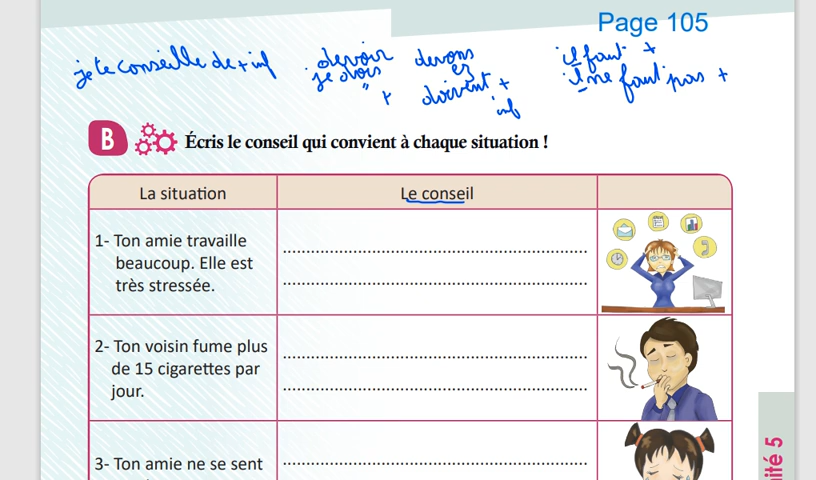 Page 105
je te conseille de + inf
devoir devons il faut +
je dois ez il ne faut pas +
" + doivent +
inf
B Écris le conseil qui convient à chaque situation !
La situation Le conseil
1- Ton amie travaille
beaucoup. Elle est
très stressée.
2- Ton voisin fume plus
de 15 cigarettes par
jour.
3- Ton amie ne se sent
ité 5